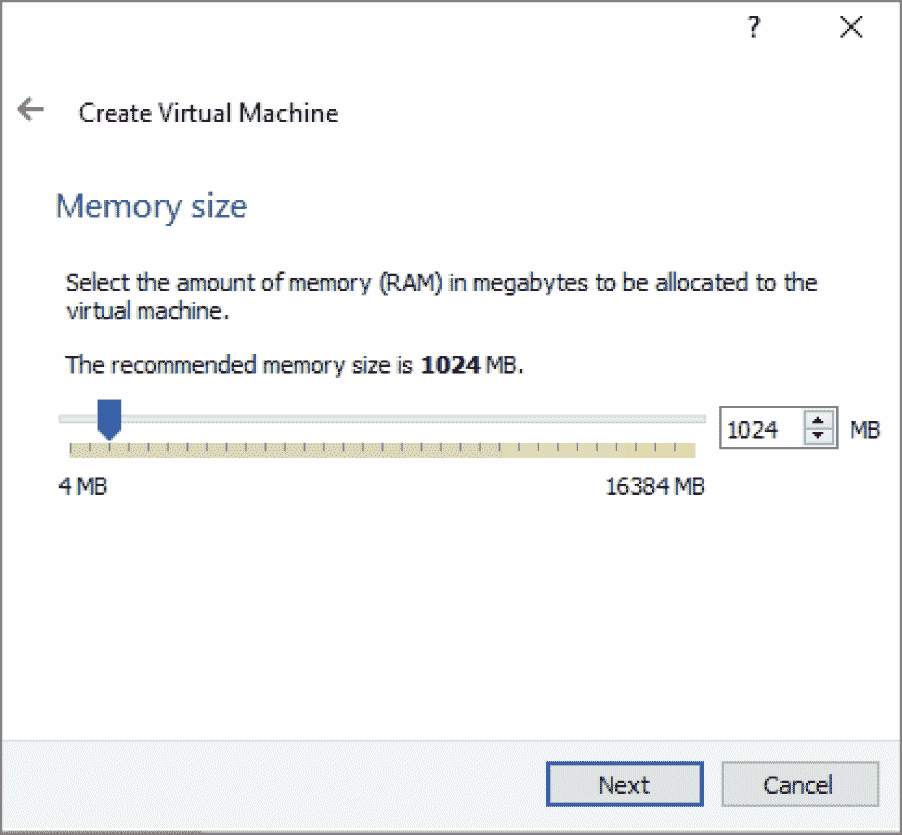 ?
Create Virtual Machine
Memory size
Select the amount of memory (RAM) in megabytes to be allocated to the
virtual machine.
The recommended memory size is 1024 MB.
1024 MB
4 MB 16384 MB
Next Cancel